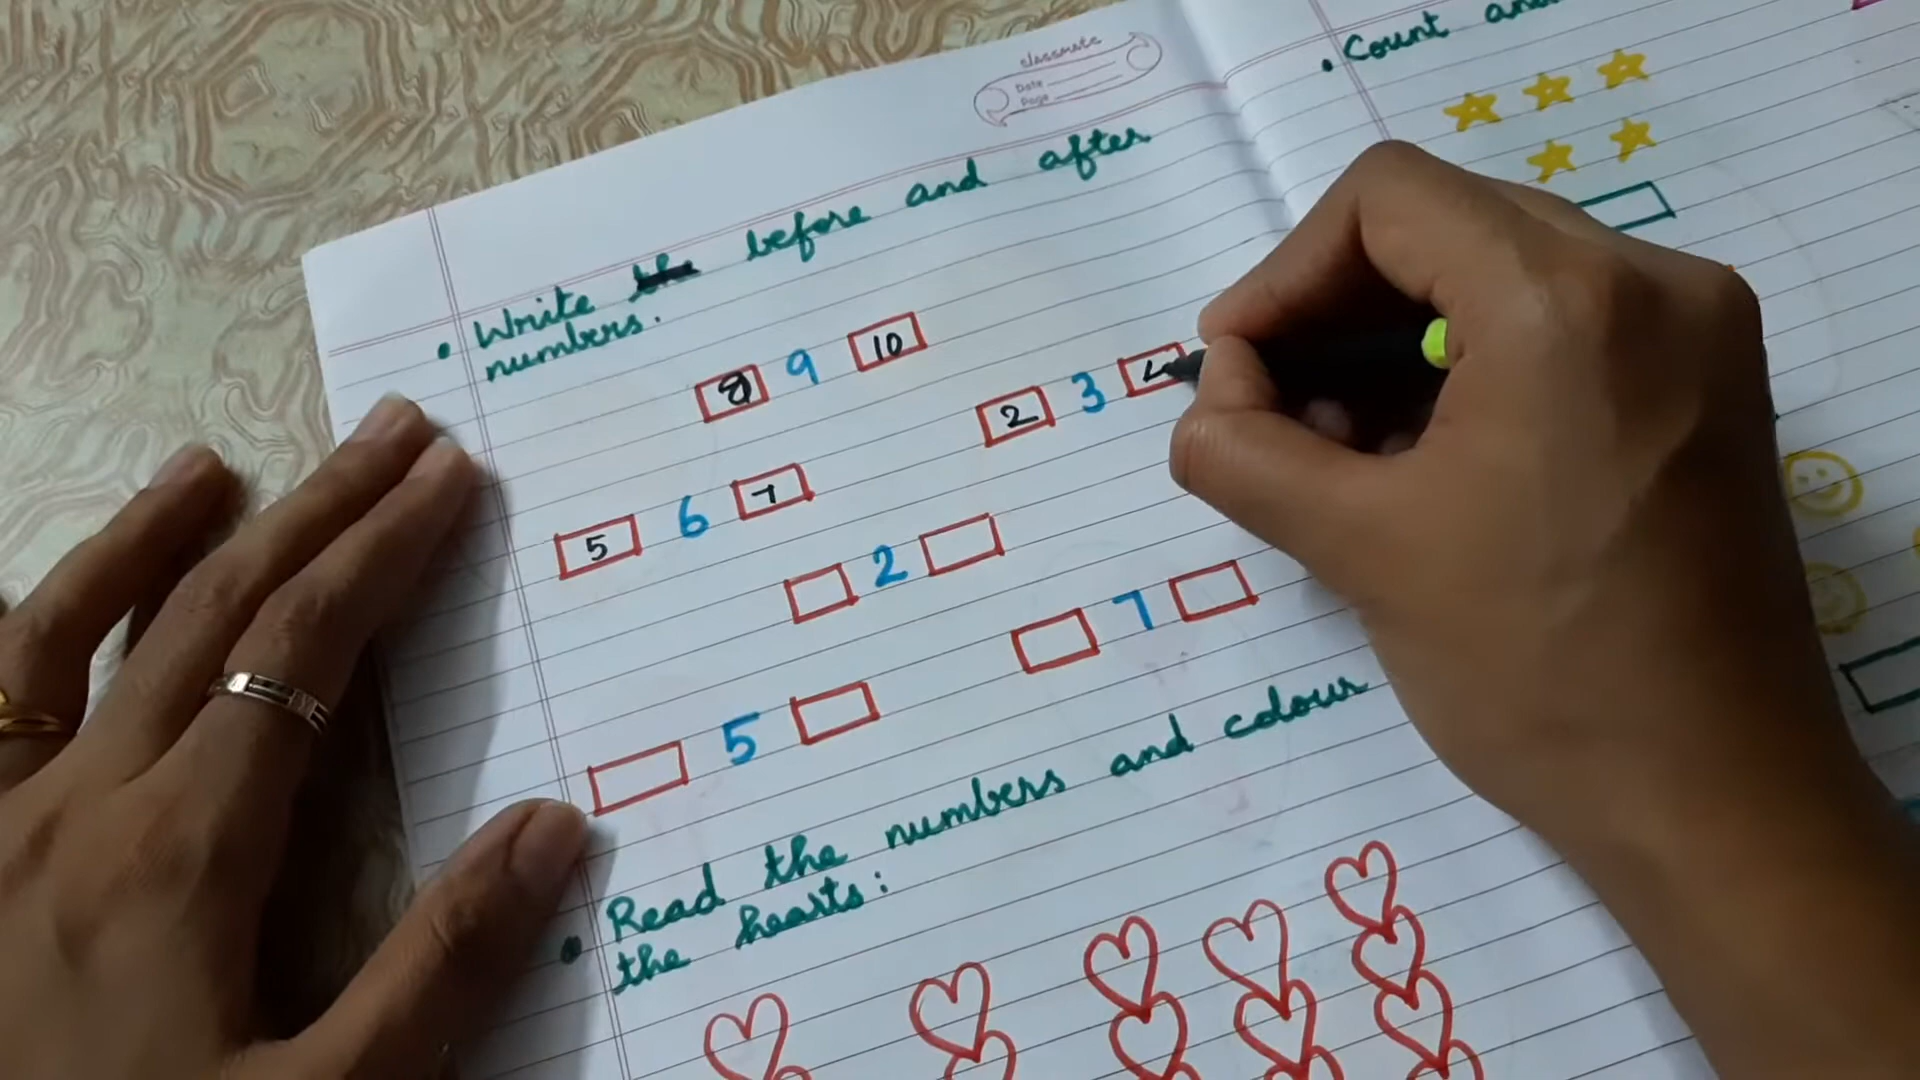 classmate
Date
Page
• Write before and after
numbers.
8 9 10
2 3 4
5 6 7
2
7
5
• Read the numbers and colour
the hearts:
• Count